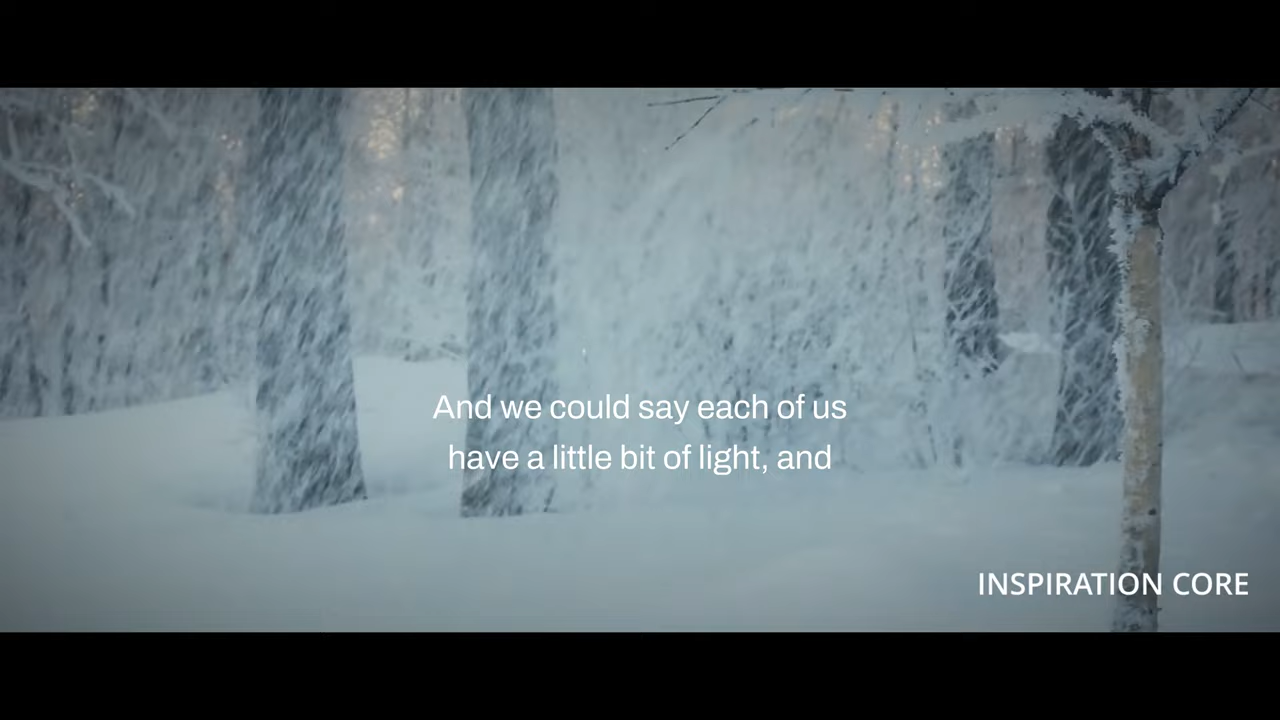 And we could say each of us
have a little bit of light, and
INSPIRATION CORE